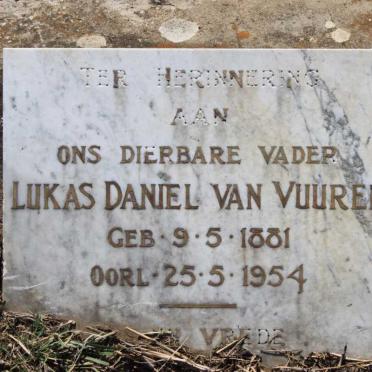 TER HERINNERING
AAN
ONS DIERBARE VADER
LUKAS DANIEL VAN VUUREN
GEB · 9 · 5 · 1881
OORL · 25 · 5 · 1954
VREDE